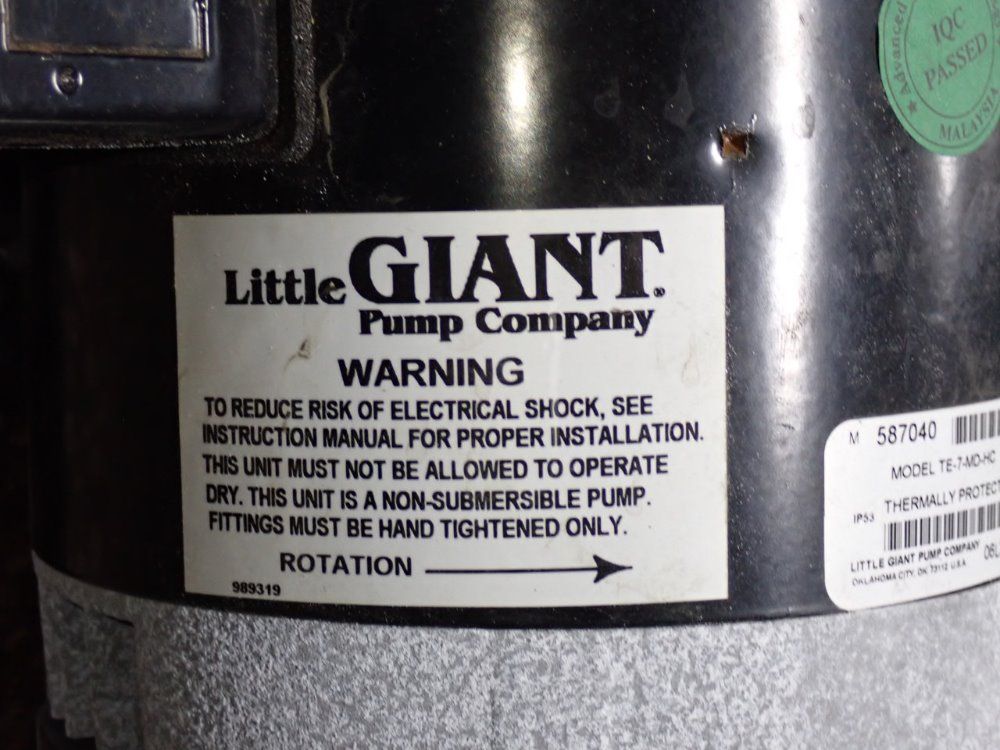 Little GIANT®
Pump Company
WARNING
TO REDUCE RISK OF ELECTRICAL SHOCK, SEE
INSTRUCTION MANUAL FOR PROPER INSTALLATION.
THIS UNIT MUST NOT BE ALLOWED TO OPERATE
DRY. THIS UNIT IS A NON-SUBMERSIBLE PUMP.
FITTINGS MUST BE HAND TIGHTENED ONLY.
ROTATION
989319
Advanced
IQC
PASSED
MALAYSIA
M 587040
MODEL TE-7-MD-HC
THERMALLY PROTECT
IP53
LITTLE GIANT PUMP COMPANY
OKLAHOMA CITY, OK 73112 U.S.A.